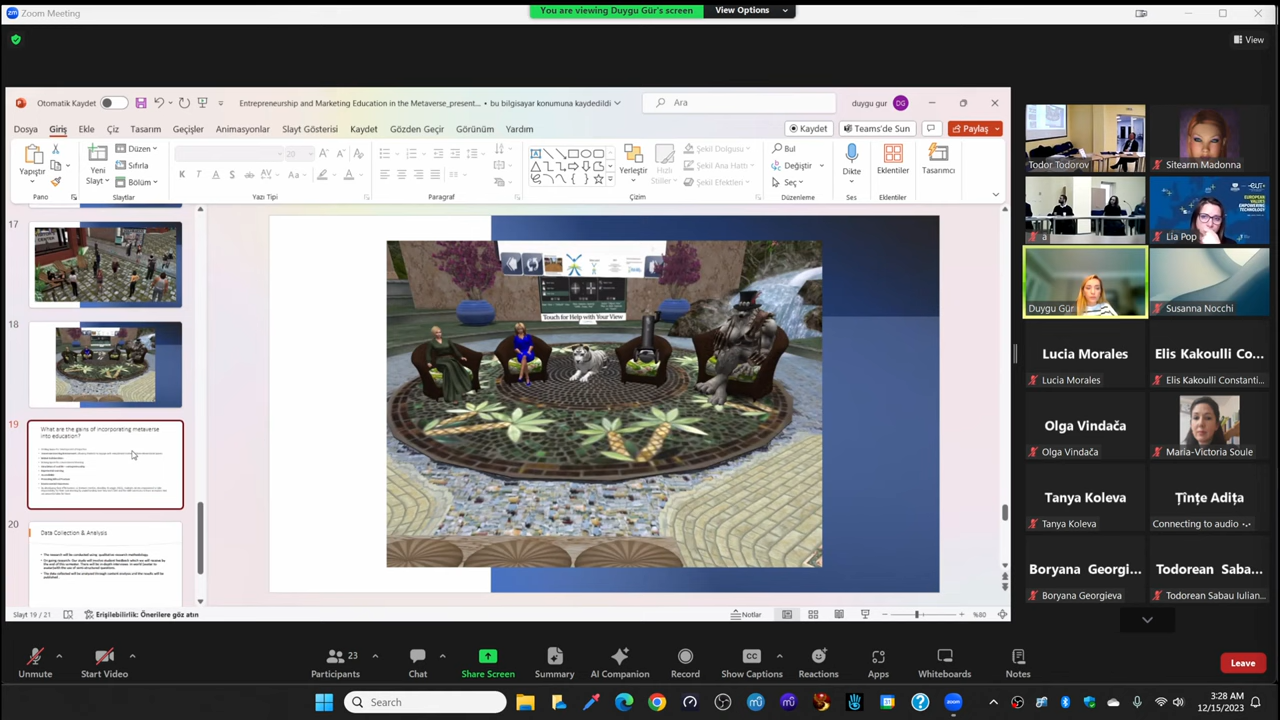 Zoom Meeting
You are viewing Duygu Gür's screen
View Options
View
Otomatik Kaydet
Entrepreneurship and Marketing Education in the Metaverse_present... • bu bilgisayar konumuna kaydedildi
Ara
duygu gur
DG
Dosya Giriş Ekle Çiz Tasarım Geçişler Animasyonlar Slayt Gösterisi Kaydet Gözden Geçir Görünüm Yardım
Kaydet
Teams'de Sun
Paylaş
Yapıştır
Yeni
Slayt
Düzen
Sıfırla
Bölüm
Yerleştir
Hızlı
Stiller
Şekil Dolgusu
Şekil Ana Hattı
Şekil Efektleri
Bul
Değiştir
Seç
Dikte
Eklentiler
Tasarımcı
Pano
Slaytlar
Yazı Tipi
Paragraf
Çizim
Düzenleme
Ses
Eklentiler
17
18
19
What are the gains of incorporating metaverse
into education?
20
Data Collection & Analysis
Touch for Help with Your View
Slayt 19 / 21
Erişilebilirlik: Önerilere göz atın
Notlar
%80
Todor Todorov
Sitearm Madonna
a
Lia Pop
EUROPEAN
VALUES
EMPOWERING
TECHNOLOGY
Duygu Gür
Susanna Nocchi
Lucia Morales
Lucia Morales
Elis Kakoulli Co...
Elis Kakoulli Constanti...
Olga Vindača
Olga Vindača
Maria-Victoria Soule
Tanya Koleva
Tanya Koleva
Țînțe Adița
Connecting to audio
Boryana Georgi...
Boryana Georgieva
Todorean Saba...
Todorean Sabau Iulian...
Unmute
Start Video
23
Participants
Chat
Share Screen
Summary
AI Companion
Record
Show Captions
Reactions
Apps
Whiteboards
Notes
Leave
Search
3:28 AM
12/15/2023